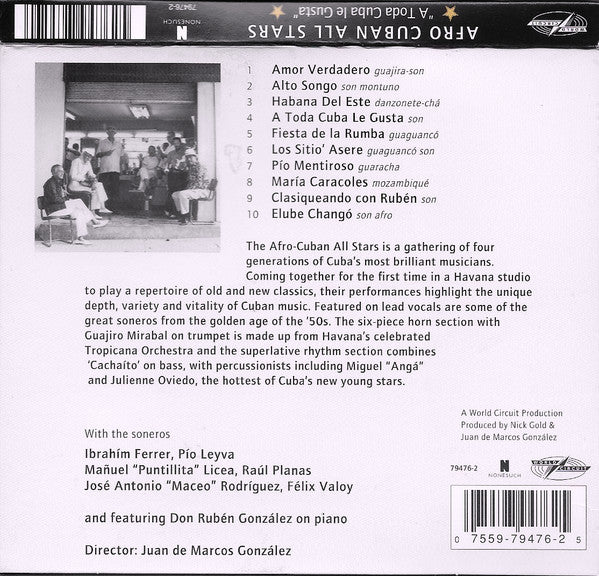 79476-2
NONESUCH
AFRO CUBAN ALL STARS
"A Toda Cuba le Gusta"
WORLD CIRCUIT
1 Amor Verdadero guajira-son
2 Alto Songo son montuno
3 Habana Del Este danzonete-chá
4 A Toda Cuba Le Gusta son
5 Fiesta de la Rumba guaguancó
6 Los Sitio' Asere guaguancó son
7 Pío Mentiroso guaracha
8 María Caracoles mozambiqué
9 Clasiqueando con Rubén son
10 Elube Changó son afro
The Afro-Cuban All Stars is a gathering of four
generations of Cuba's most brilliant musicians.
Coming together for the first time in a Havana studio
to play a repertoire of old and new classics, their performances highlight the unique
depth, variety and vitality of Cuban music. Featured on lead vocals are some of the
great soneros from the golden age of the '50s. The six-piece horn section with
Guajiro Mirabal on trumpet is made up from Havana's celebrated
Tropicana Orchestra and the superlative rhythm section combines
'Cachaíto' on bass, with percussionists including Miguel "Angá"
and Julienne Oviedo, the hottest of Cuba's new young stars.
With the soneros
Ibrahím Ferrer, Pío Leyva
Mañuel "Puntillita" Licea, Raúl Planas
José Antonio "Maceo" Rodríguez, Félix Valoy
and featuring Don Rubén González on piano
Director: Juan de Marcos González
A World Circuit Production
Produced by Nick Gold &
Juan de Marcos González
79476-2
N
NONESUCH
WORLD CIRCUIT
0 7559-79476-2 5